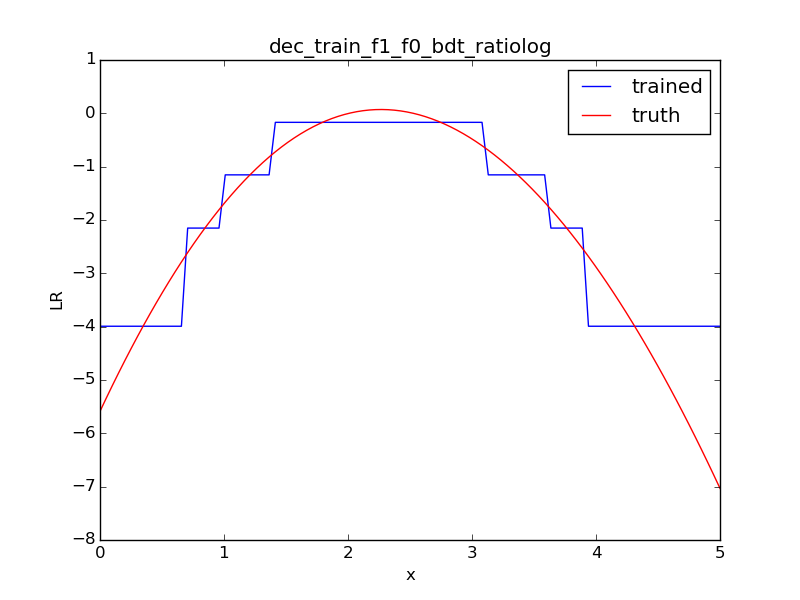 dec_train_f1_f0_bdt_ratiolog
trained
truth
1
0
−1
−2
−3
−4
−5
−6
−7
−8
LR
0 1 2 3 4 5
x